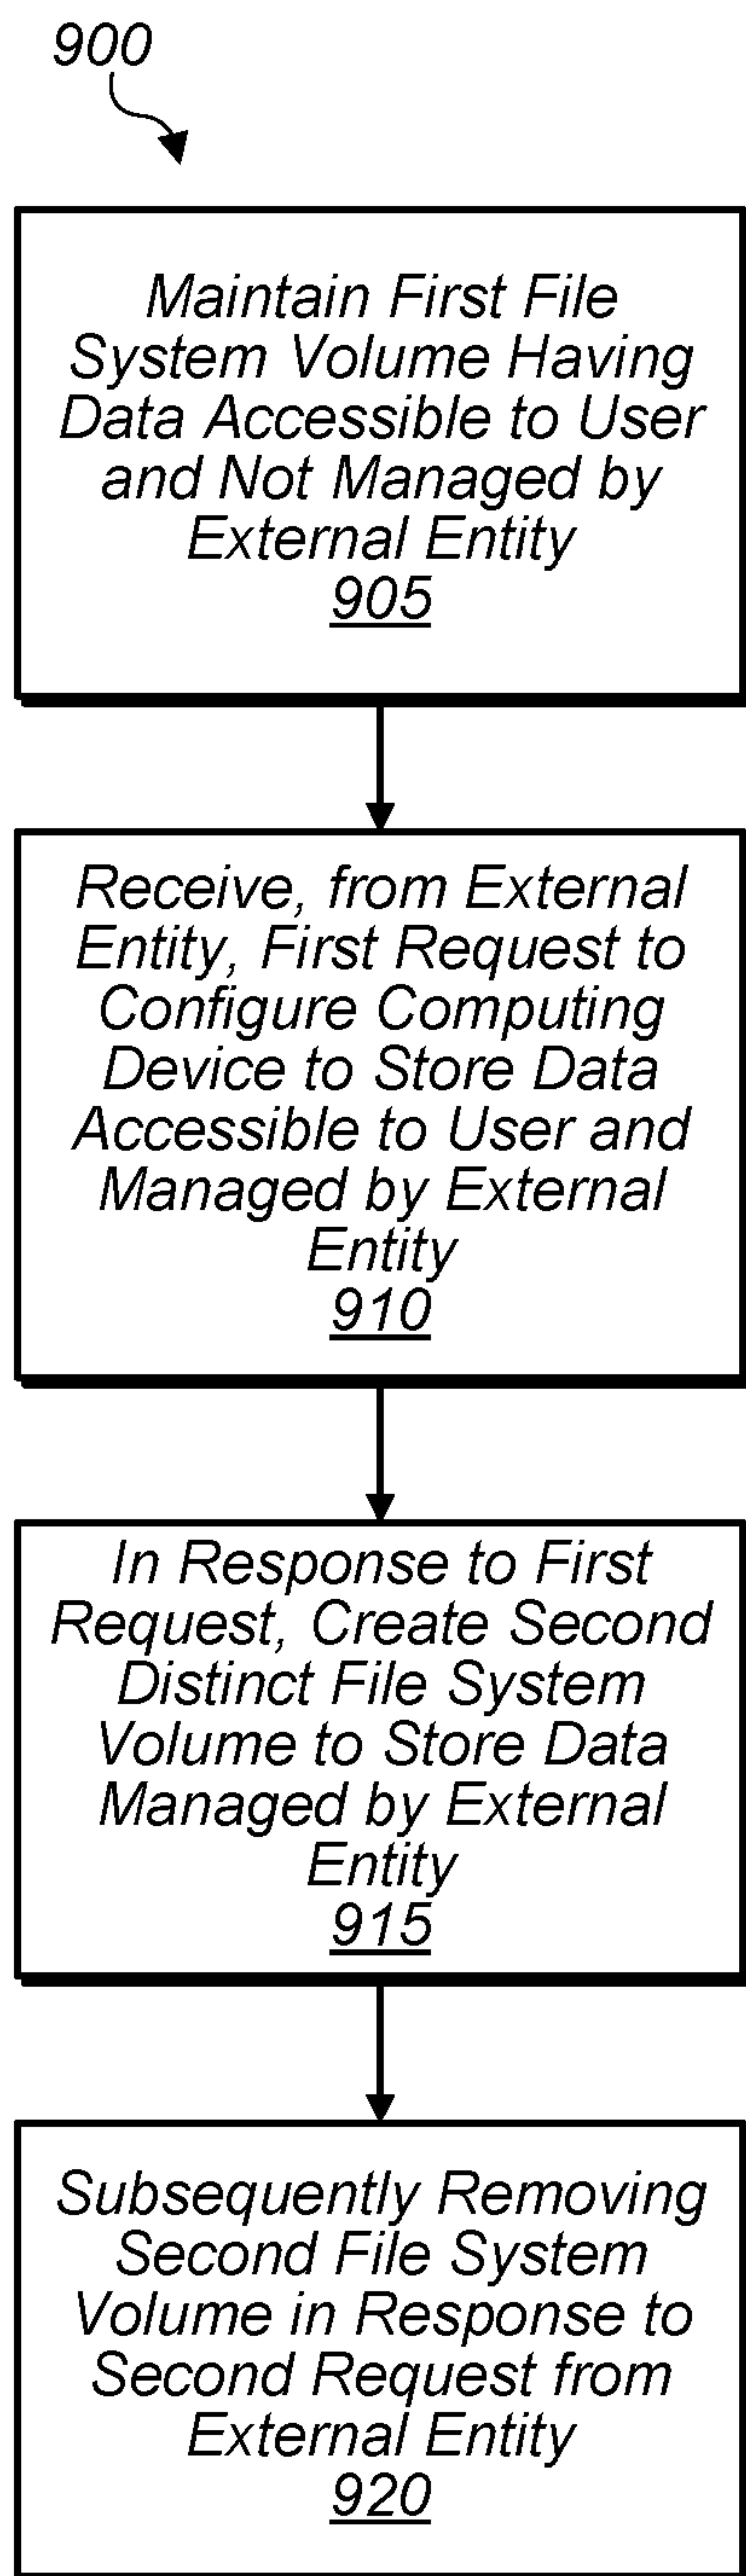 900
Maintain First File
System Volume Having
Data Accessible to User
and Not Managed by
External Entity
905
Receive, from External
Entity, First Request to
Configure Computing
Device to Store Data
Accessible to User and
Managed by External
Entity
910
In Response to First
Request, Create Second
Distinct File System
Volume to Store Data
Managed by External
Entity
915
Subsequently Removing
Second File System
Volume in Response to
Second Request from
External Entity
920